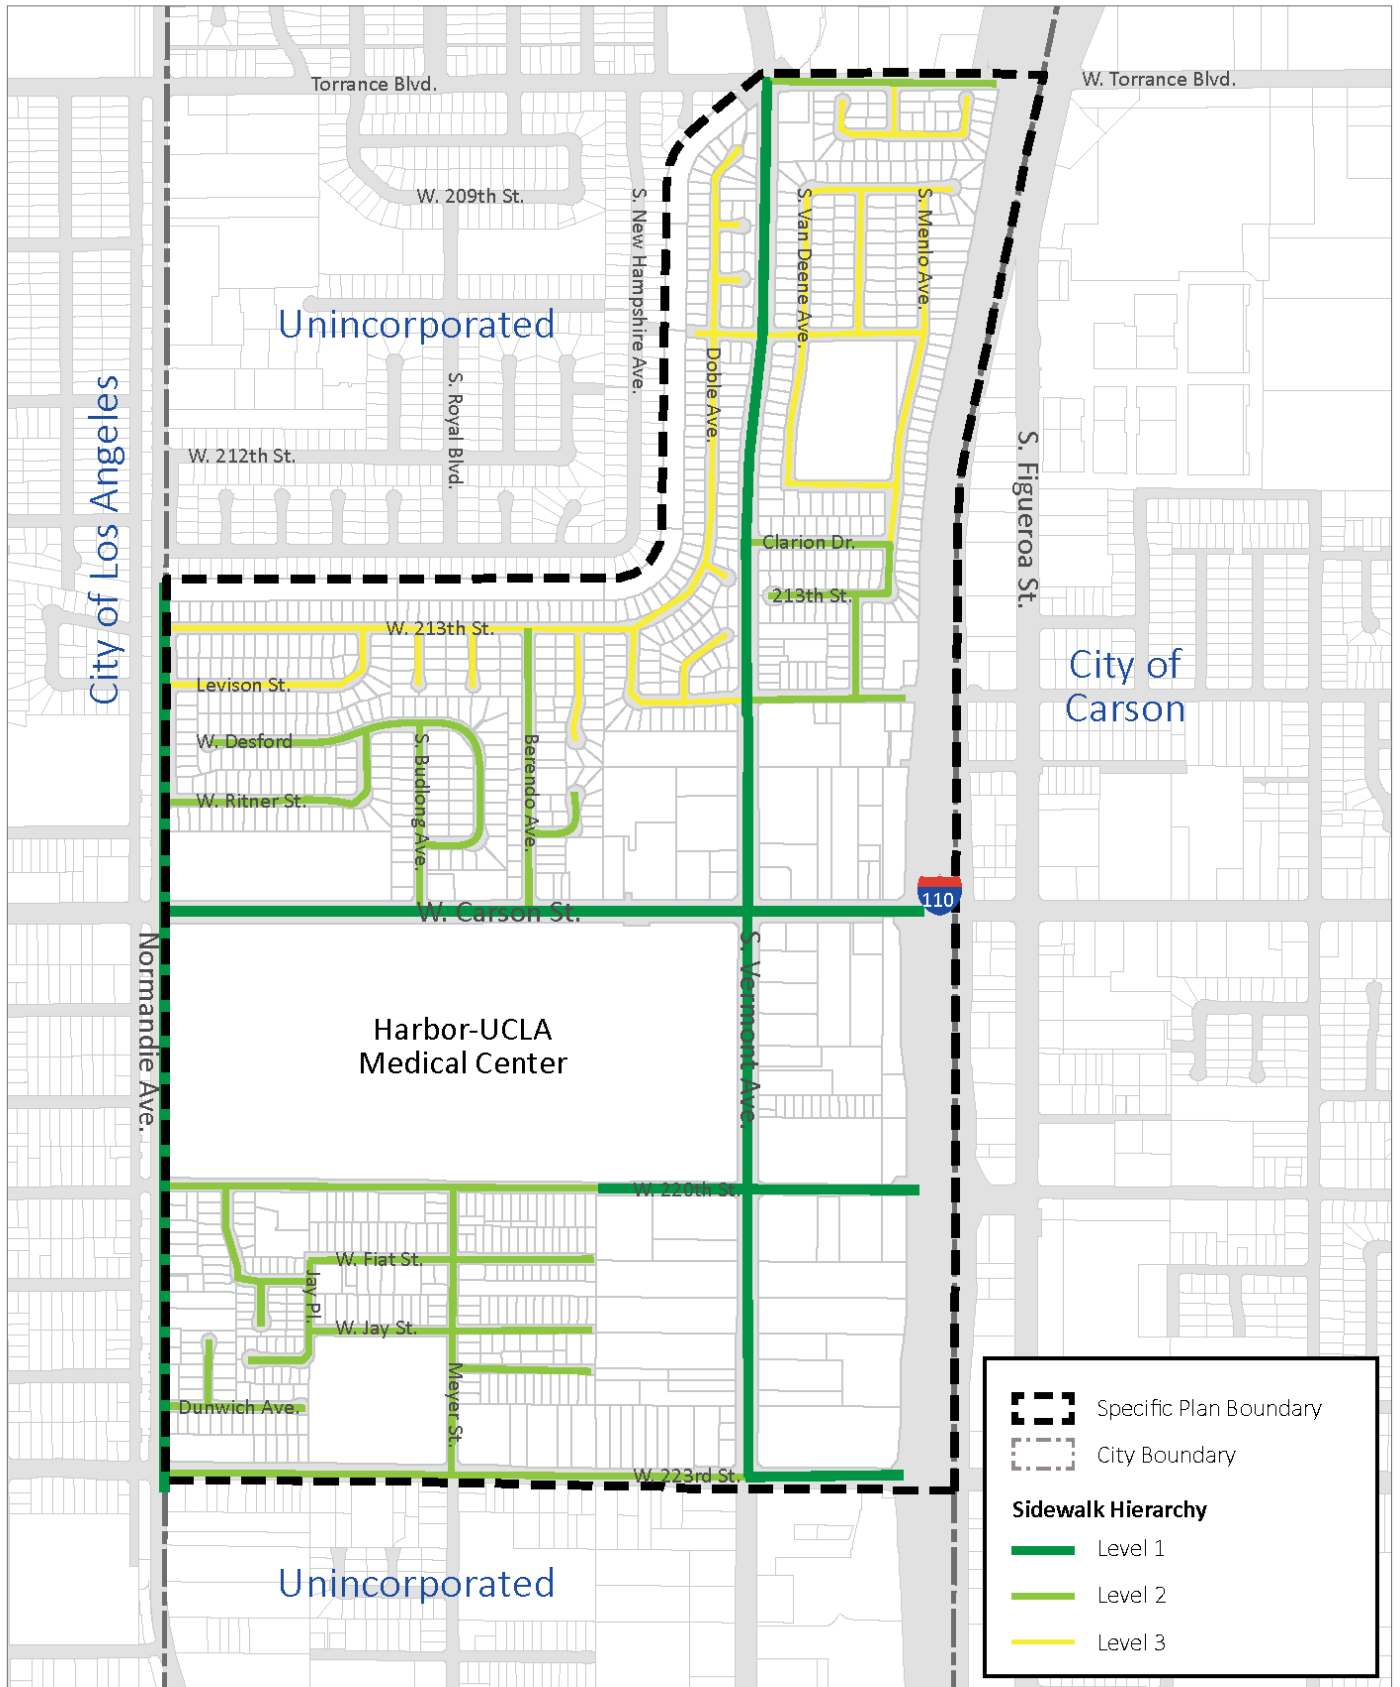 Torrance Blvd.
W. Torrance Blvd.
W. 209th St.
S. New Hampshire Ave.
S. Van Deene Ave.
S. Menlo Ave.
Unincorporated
Doble Ave.
S. Royal Blvd.
City of Los Angeles
W. 212th St.
S. Figueroa St.
Clarion Dr.
213th St.
W. 213th St.
City of
Carson
Levison St.
W. Desford
S. Budlong Ave.
Berendo Ave.
W. Ritner St.
110
W. Carson St.
Normandie Ave.
S. Vermont Ave.
Harbor-UCLA
Medical Center
W. 220th St.
W. Fiat St.
Jay Pl.
W. Jay St.
Meyer St.
Dunwich Ave.
W. 223rd St.
Unincorporated
Specific Plan Boundary
City Boundary
Sidewalk Hierarchy
Level 1
Level 2
Level 3